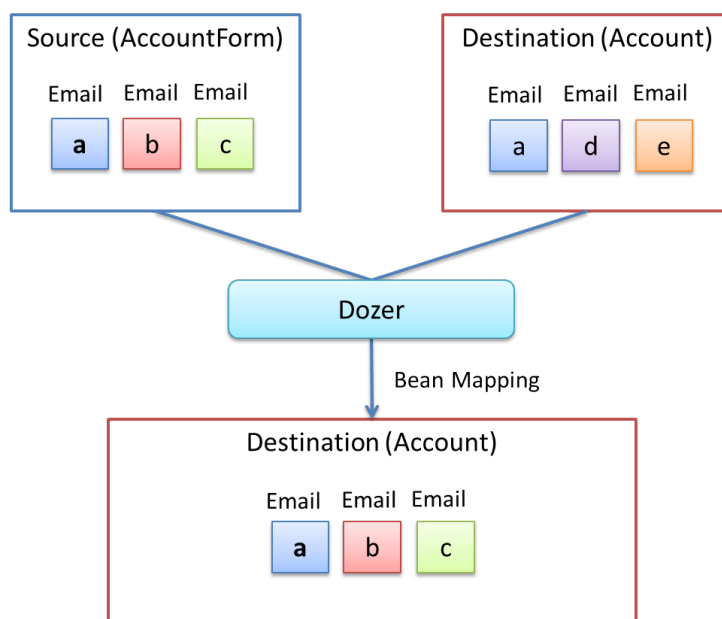 Source (AccountForm)
Email Email Email
a b c
Destination (Account)
Email Email Email
a d e
Dozer
Bean Mapping
Destination (Account)
Email Email Email
a b c